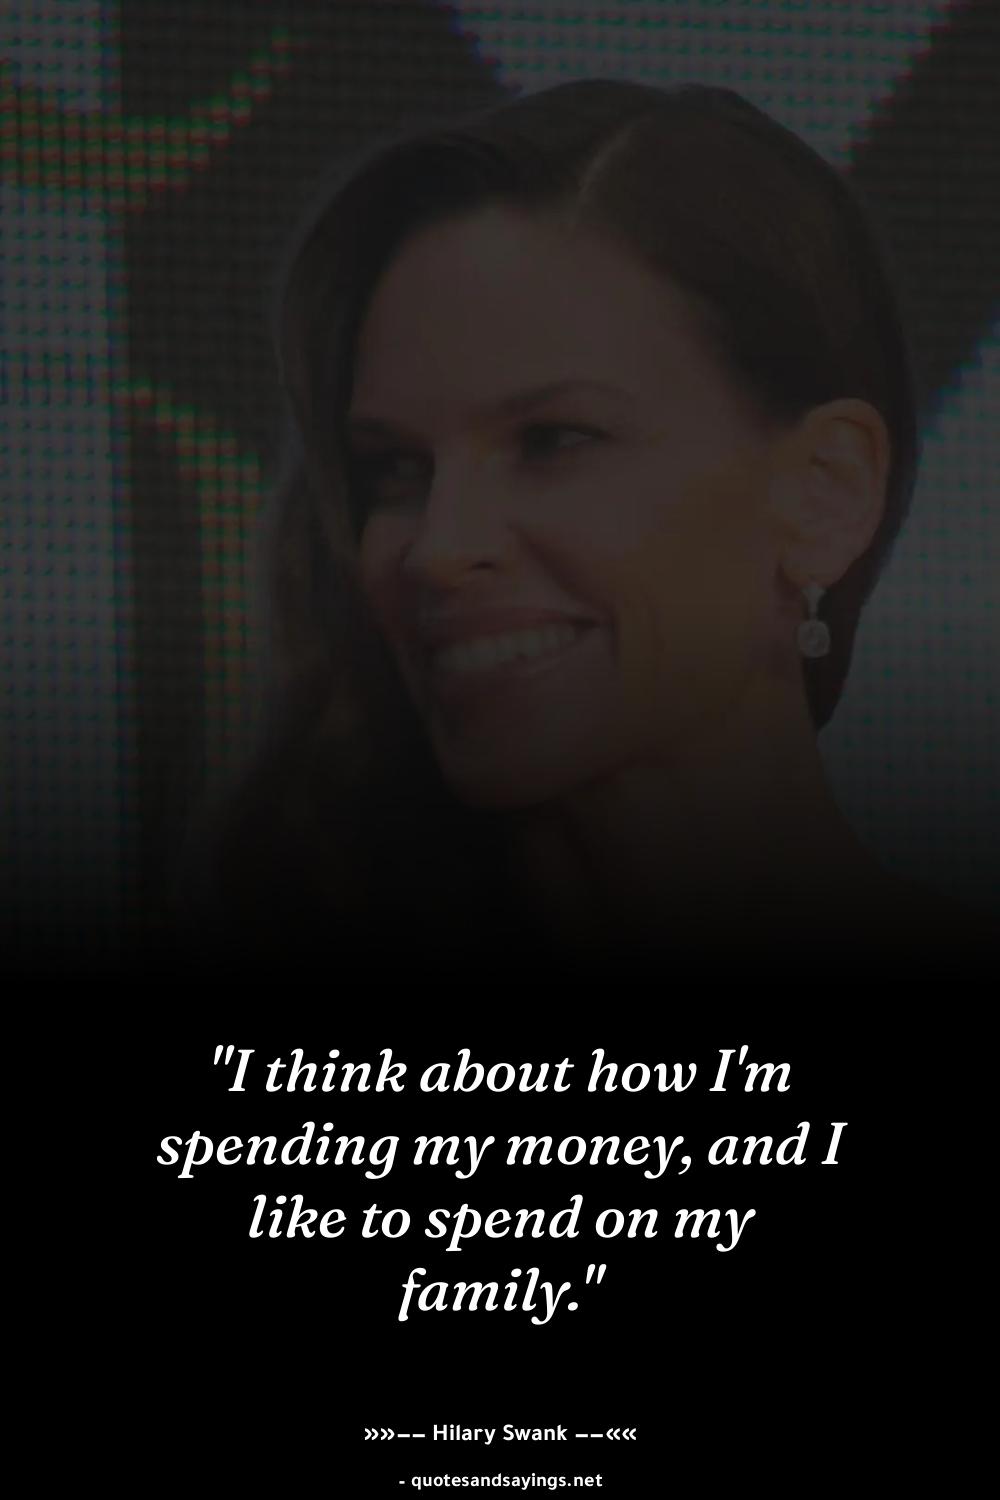 "I think about how I'm
spending my money, and I
like to spend on my
family."
»»—— Hilary Swank ——««
- quotesandsayings.net